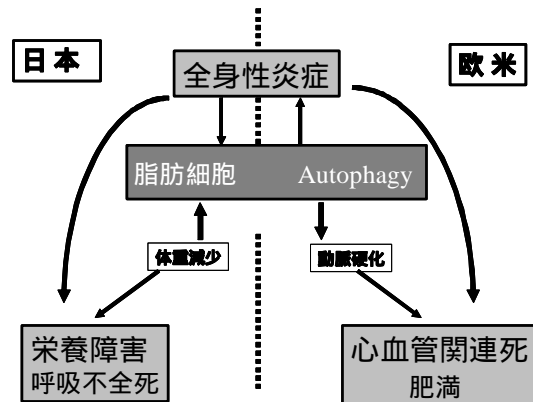 日本
欧米
全身性炎症
脂肪細胞 Autophagy
体重減少
動脈硬化
栄養障害
呼吸不全死
心血管関連死
肥満